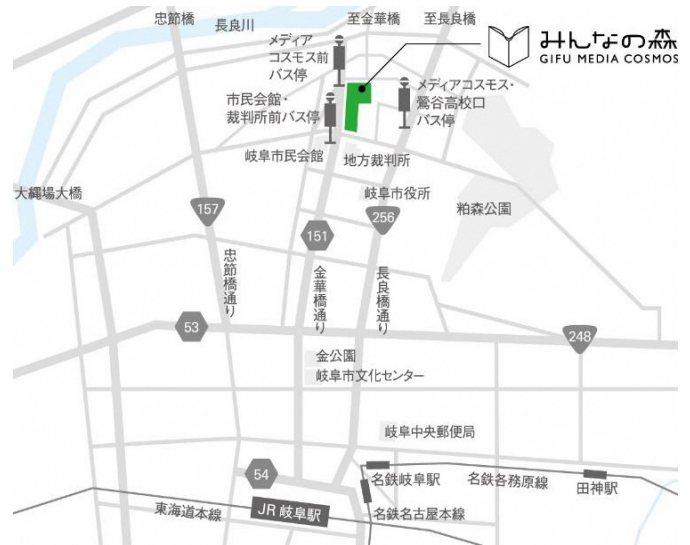 忠節橋
長良川
至金華橋
至長良橋
みんなの森
GIFU MEDIA COSMOS
メディア
コスモス前
バス停
メディアコスモス・
鶯谷高校口
バス停
市民会館・
裁判所前バス停
岐阜市民会館
地方裁判所
大縄場大橋
岐阜市役所
粕森公園
157
256
151
忠節橋通り
金華橋通り
長良橋通り
53
248
金公園
岐阜市文化センター
岐阜中央郵便局
54
名鉄岐阜駅
名鉄各務原線
田神駅
東海道本線
JR 岐阜駅
名鉄名古屋本線